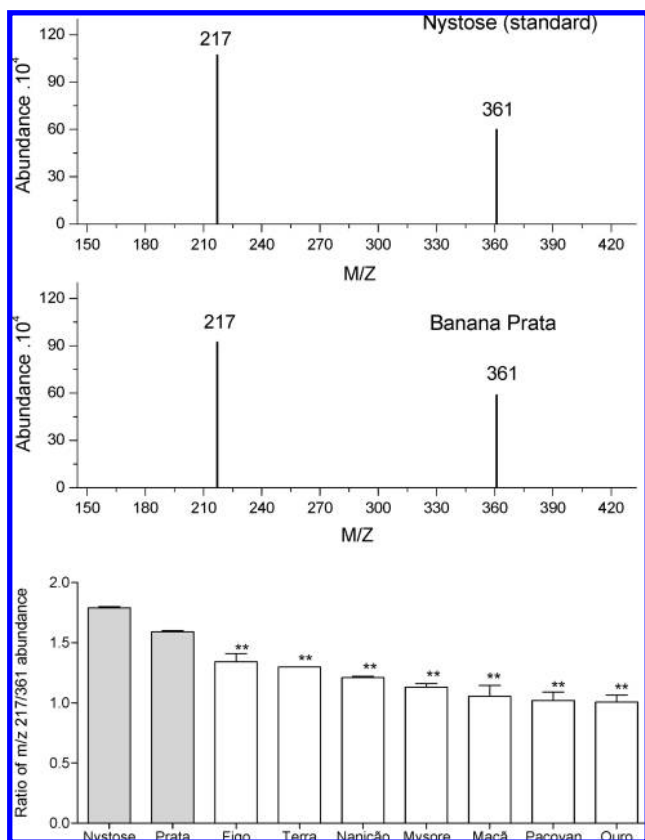 Nystose (standard)
120
90
60
30
0
Abundance .10⁴
217
361
150 180 210 240 270 300 330 360 390 420
M/Z
Banana Prata
120
90
60
30
0
Abundance .10⁴
217
361
150 180 210 240 270 300 330 360 390 420
M/Z
Ratio of m/z 217/361 abundance
2.0
1.5
1.0
0.5
0.0
** ** ** ** ** ** **
Nystose Prata Figo Terra Nanicão Mysore Maçã Pacovan Ouro